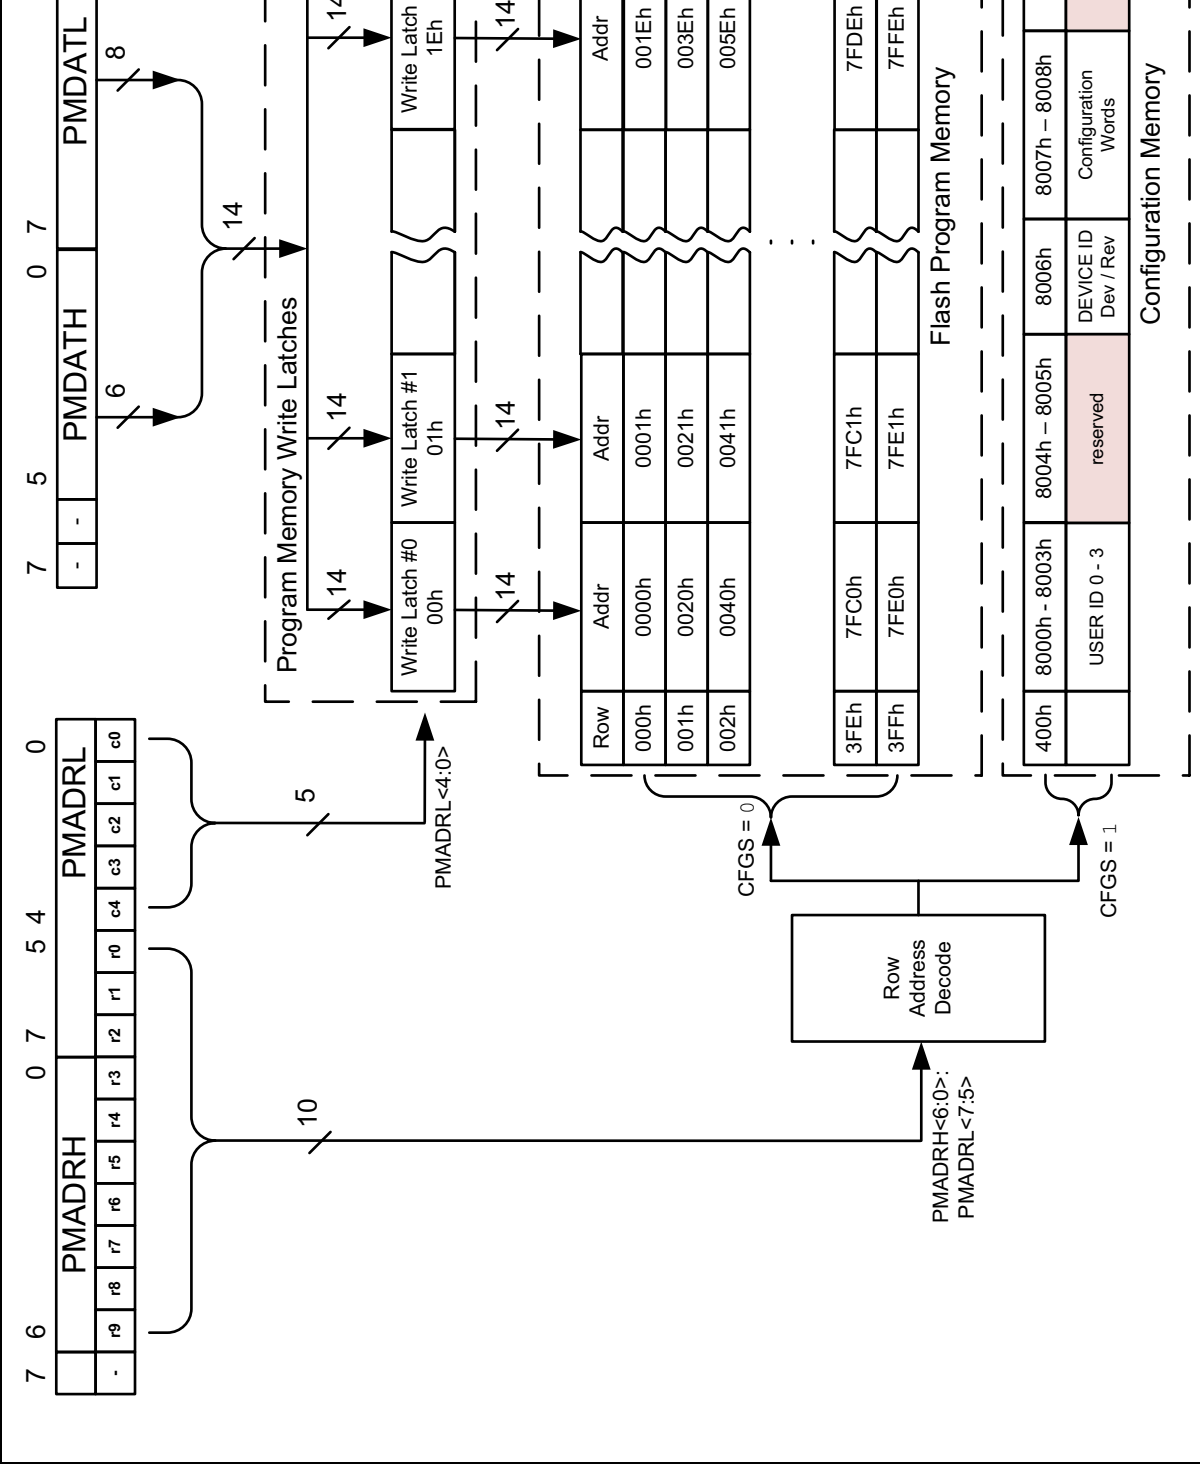 7 6 0 7 5 4 0
PMADRH PMADRL
- r9 r8 r7 r6 r5 r4 r3 r2 r1 r0 c4 c3 c2 c1 c0
7 5 0 7
PMDATH PMDATL
- -
6 8
14
10
5
PMADRL<4:0>
Program Memory Write Latches
14 14
Write Latch #0
00h
Write Latch #1
01h
Write Latch
1Eh
14 14
PMADRH<6:0>:
PMADRL<7:5>
Row
Address
Decode
CFGS = 0
CFGS = 1
Row Addr Addr Addr
000h 0000h 0001h 001Eh
001h 0020h 0021h 003Eh
002h 0040h 0041h 005Eh
3FEh 7FC0h 7FC1h 7FDEh
3FFh 7FE0h 7FE1h 7FFEh
Flash Program Memory
400h 8000h - 8003h 8004h – 8005h 8006h 8007h – 8008h
USER ID 0 - 3
reserved
DEVICE ID
Dev / Rev
Configuration
Words
Configuration Memory